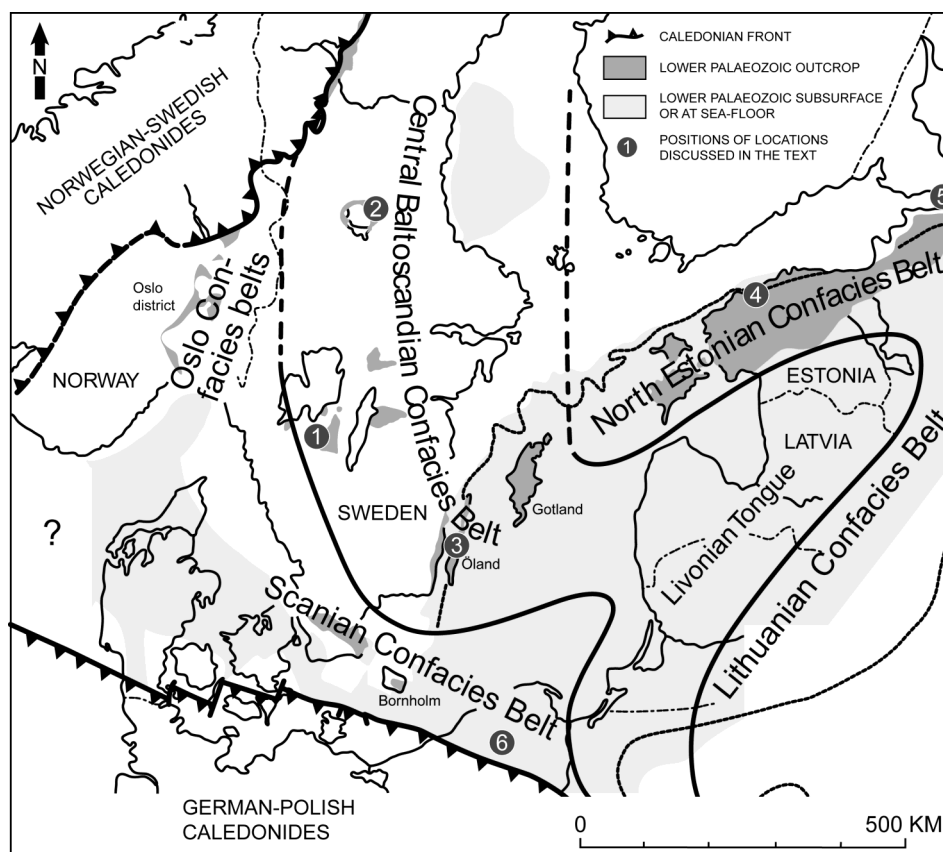 N
CALEDONIAN FRONT
LOWER PALAEOZOIC OUTCROP
LOWER PALAEOZOIC SUBSURFACE
OR AT SEA-FLOOR
1 POSITIONS OF LOCATIONS
DISCUSSED IN THE TEXT
NORWEGIAN-SWEDISH
CALEDONIDES
Central Baltoscandian Confacies Belt
2
5
Oslo
district
Oslo Con-
facies belts
4
North Estonian Confacies Belt
NORWAY
ESTONIA
1
LATVIA
SWEDEN
Gotland
3
Öland
?
Livonian Tongue
Lithuanian Confacies Belt
Scanian Confacies Belt
Bornholm
6
GERMAN-POLISH
CALEDONIDES
0 500 KM